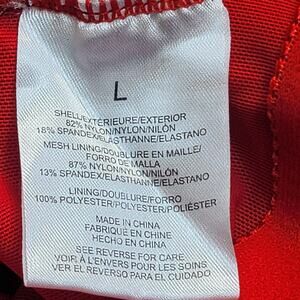 L
SHELL/EXTÉRIEURE/EXTERIOR
82% NYLON/NYLON/NILÓN
18% SPANDEX/ELASTHANNE/ELASTANO
MESH LINING/DOUBLURE EN MAILLE/
FORRO DE MALLA
87% NYLON/NYLON/NILÓN
13% SPANDEX/ELASTHANNE/ELASTANO
LINING/DOUBLURE/FORRO
100% POLYESTER/POLYESTER/POLIÉSTER
MADE IN CHINA
FABRIQUÉ EN CHINE
HECHO EN CHINA
SEE REVERSE FOR CARE
VOIR À L'ENVERS POUR LES SOINS
VER EL REVERSO PARA EL CUIDADO